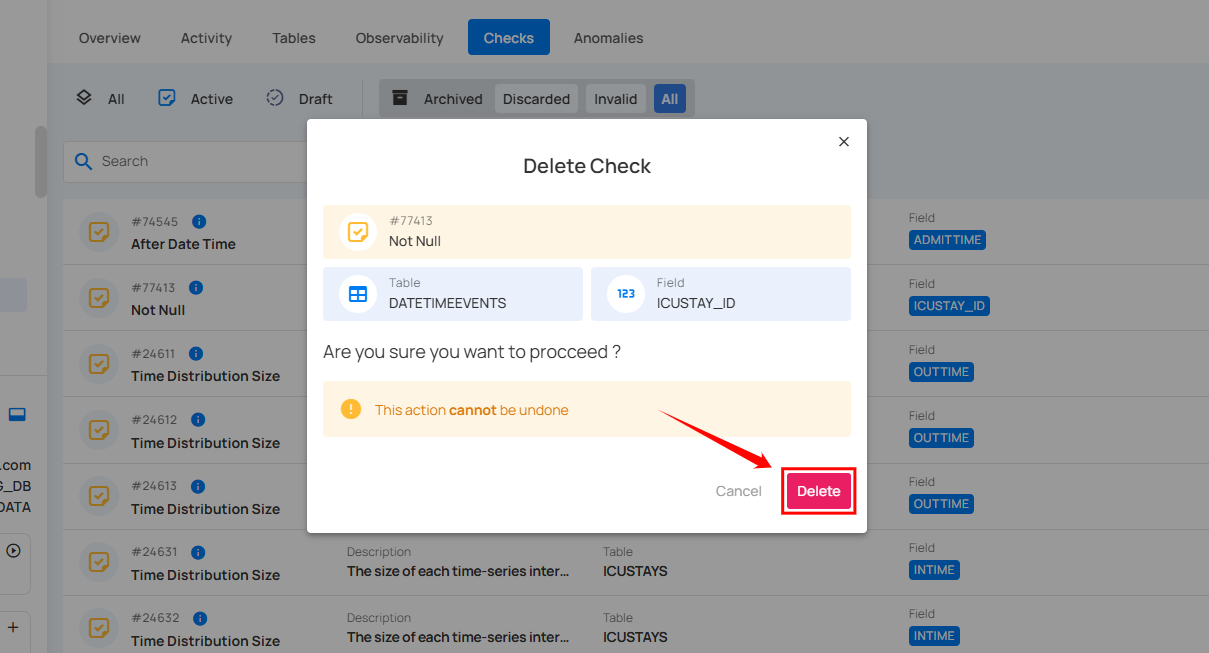 Overview Activity Tables Observability Checks Anomalies
All Active Draft Archived Discarded Invalid All
Search
Delete Check
#77413
Not Null
Table
DATETIMEEVENTS
Field
123
ICUSTAY_ID
Are you sure you want to procceed ?
! This action cannot be undone
Cancel Delete
#74545
After Date Time
Field
ADMITTIME
#77413
Not Null
Field
ICUSTAY_ID
#24611
Time Distribution Size
Field
OUTTIME
#24612
Time Distribution Size
Field
OUTTIME
#24613
Time Distribution Size
Field
OUTTIME
#24631
Time Distribution Size
Description
The size of each time-series inter...
Table
ICUSTAYS
Field
INTIME
#24632
Time Distribution Size
Description
The size of each time-series inter...
Table
ICUSTAYS
Field
INTIME
.com
G_DB
DATA